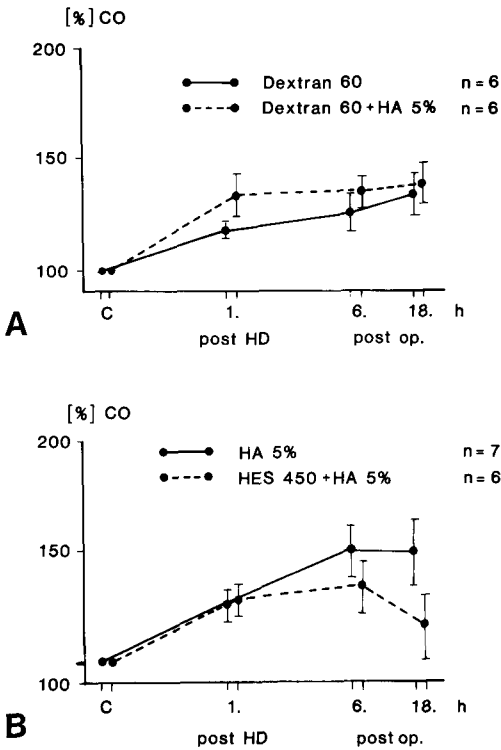 [%] CO
200
Dextran 60 n = 6
Dextran 60 + HA 5% n = 6
150
100
C 1. 6. 18. h
A
post HD post op.
[%] CO
200
HA 5% n = 7
HES 450 + HA 5% n = 6
150
100
C 1. 6. 18. h
B
post HD post op.